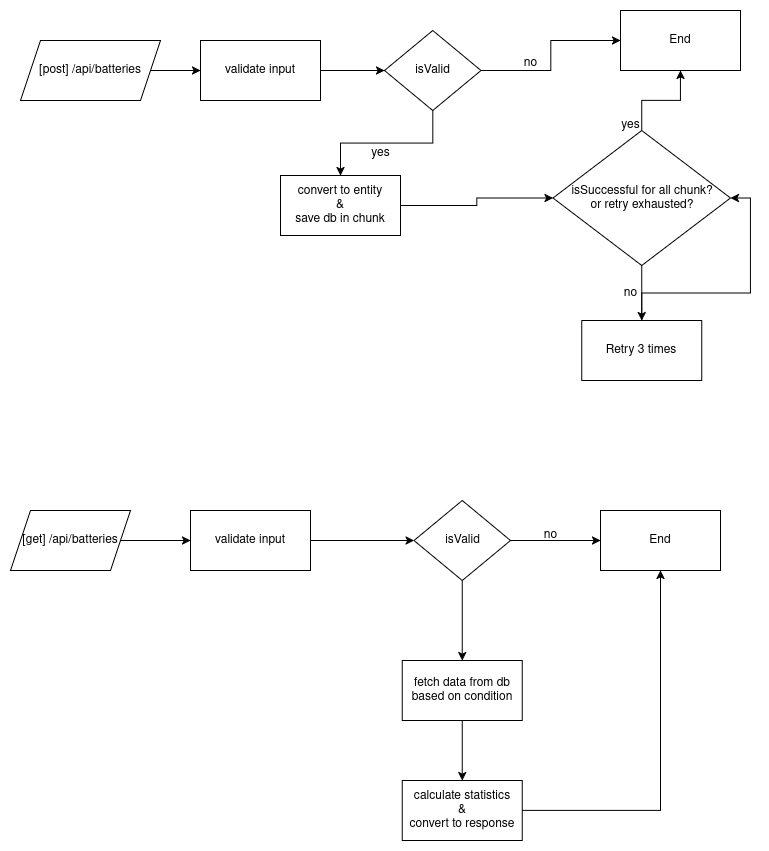 [post] /api/batteries
validate input
isValid
no
End
yes
convert to entity
&
save db in chunk
yes
isSuccessful for all chunk?
or retry exhausted?
no
Retry 3 times
[get] /api/batteries
validate input
isValid
no
End
fetch data from db
based on condition
calculate statistics
&
convert to response